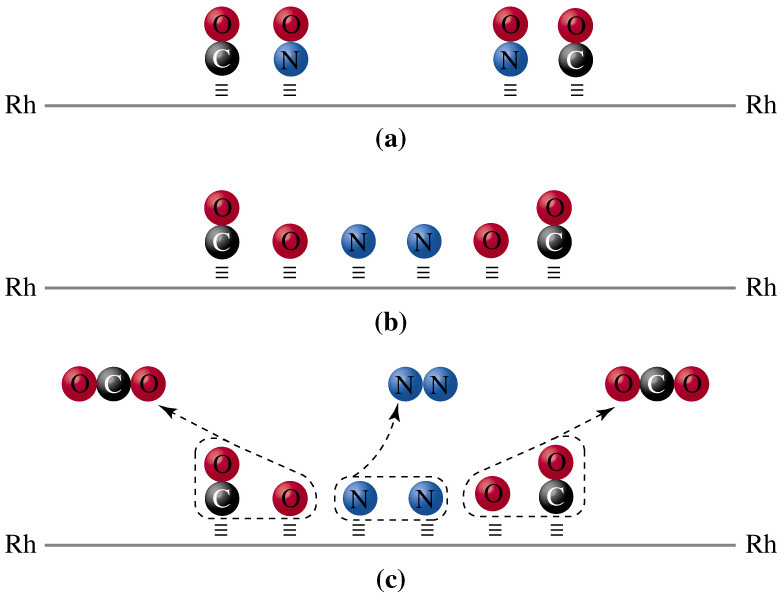 O O O O
C N N C
≡ ≡ ≡ ≡
Rh Rh
(a)
O O
C O N N O C
≡ ≡ ≡ ≡ ≡ ≡
Rh Rh
(b)
O C O N N O C O
O O
C O N N O C
≡ ≡ ≡ ≡ ≡ ≡
Rh Rh
(c)